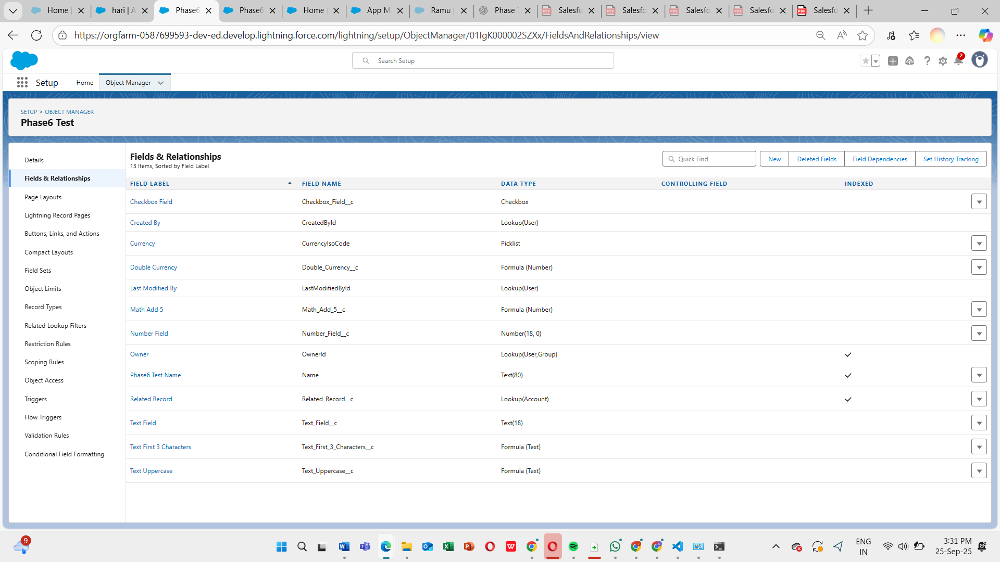 Home |
hari | A
Phase6
Phase6
Home |
App M
Ramu |
Phase 7
Salesfo
Salesfo
Salesfo
Salesfo
Salesfo
https://orgfarm-0587699593-dev-ed.develop.lightning.force.com/lightning/setup/ObjectManager/01IgK000002SZXx/FieldsAndRelationships/view
Search Setup
2
Setup
Home
Object Manager
SETUP > OBJECT MANAGER
Phase6 Test
Details
Fields & Relationships
Page Layouts
Lightning Record Pages
Buttons, Links, and Actions
Compact Layouts
Field Sets
Object Limits
Record Types
Related Lookup Filters
Restriction Rules
Scoping Rules
Object Access
Triggers
Flow Triggers
Validation Rules
Conditional Field Formatting
Fields & Relationships
13 Items, Sorted by Field Label
Quick Find
New
Deleted Fields
Field Dependencies
Set History Tracking
FIELD LABEL FIELD NAME DATA TYPE CONTROLLING FIELD INDEXED
Checkbox Field Checkbox_Field__c Checkbox
Created By CreatedById Lookup(User)
Currency CurrencyIsoCode Picklist
Double Currency Double_Currency__c Formula (Number)
Last Modified By LastModifiedById Lookup(User)
Math Add 5 Math_Add_5__c Formula (Number)
Number Field Number_Field__c Number(18, 0)
Owner OwnerId Lookup(User,Group)
Phase6 Test Name Name Text(80)
Related Record Related_Record__c Lookup(Account)
Text Field Text_Field__c Text(18)
Text First 3 Characters Text_First_3_Characters__c Formula (Text)
Text Uppercase Text_Uppercase__c Formula (Text)
9
ENG
IN
3:31 PM
25-Sep-25